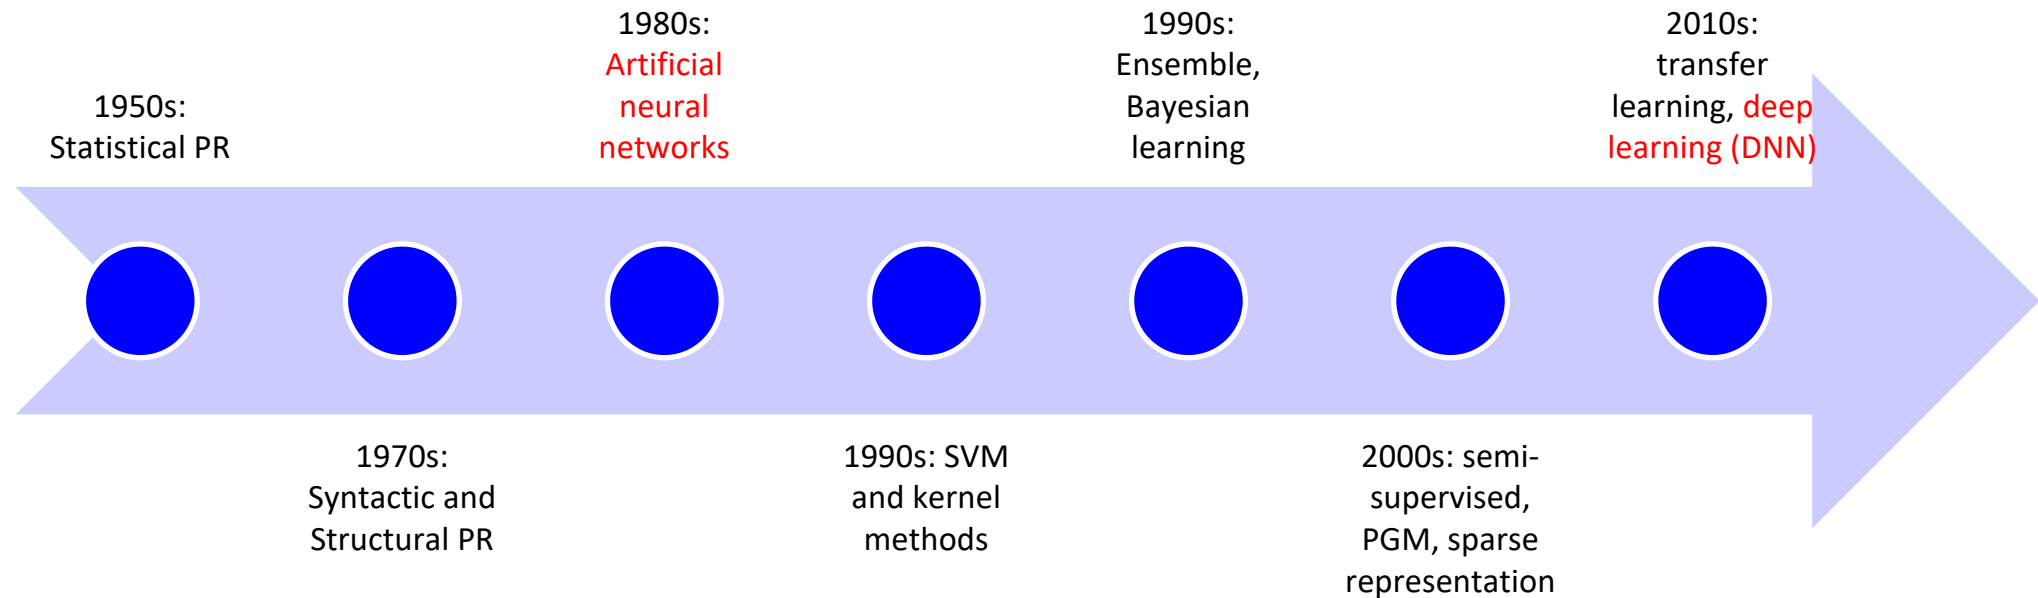 1950s:
Statistical PR
1970s:
Syntactic and
Structural PR
1980s:
Artificial
neural
networks
1990s: SVM
and kernel
methods
1990s:
Ensemble,
Bayesian
learning
2000s: semi-
supervised,
PGM, sparse
representation
2010s:
transfer
learning, deep
learning (DNN)